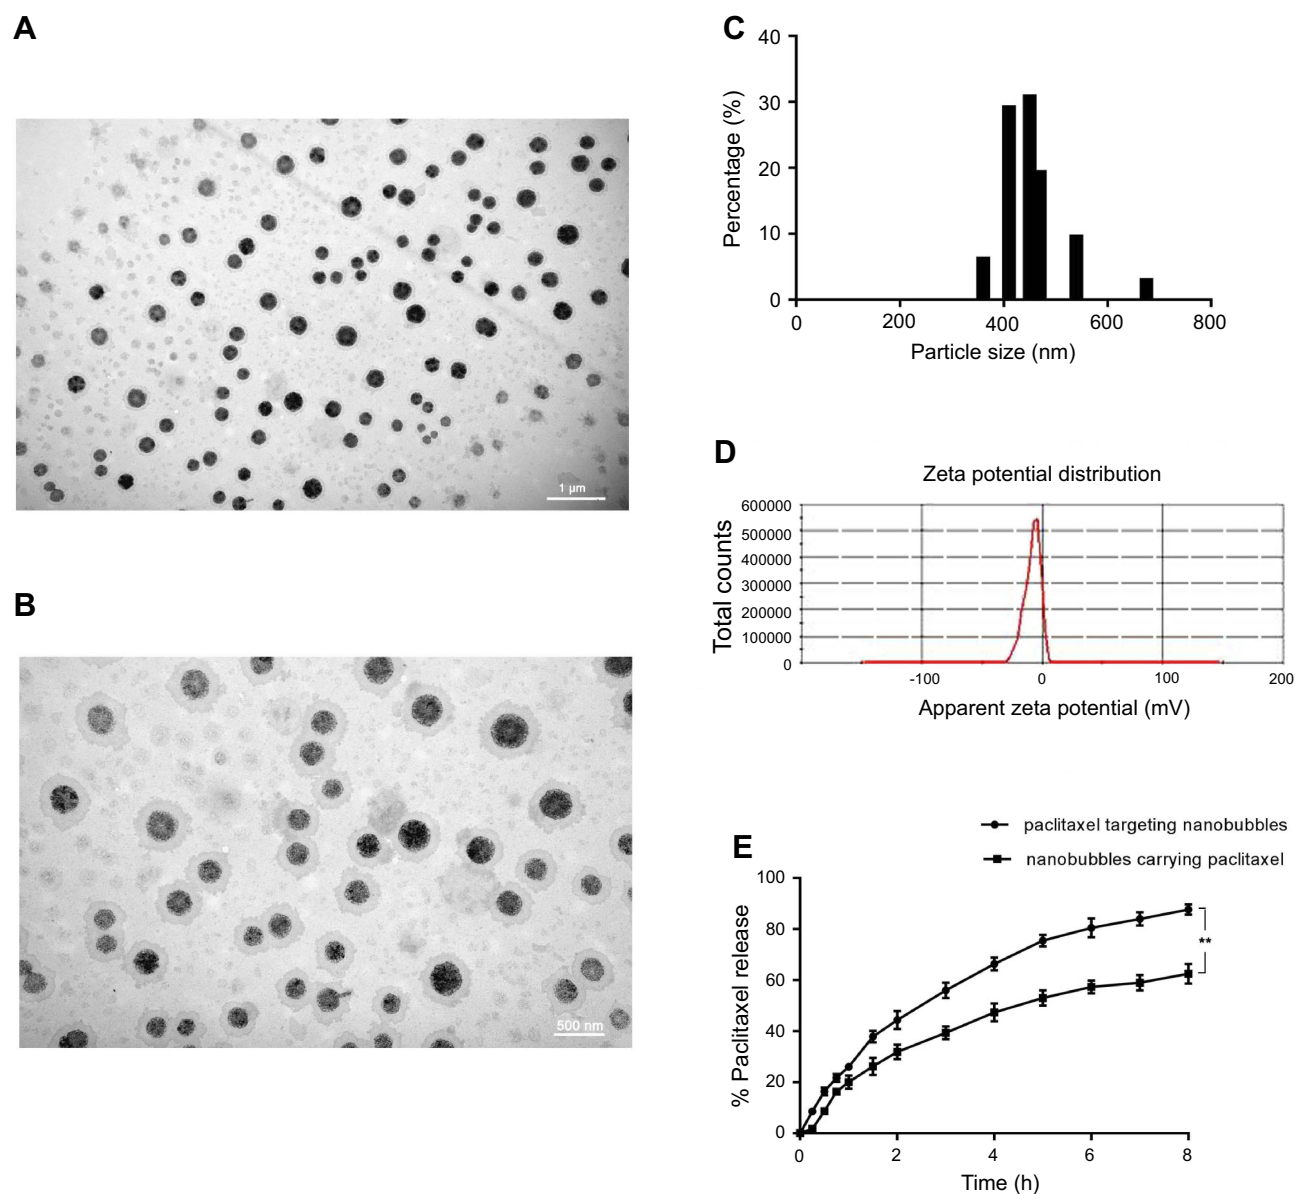 A
1 μm
B
500 nm
C
40
30
20
10
0
Percentage (%)
0 200 400 600 800
Particle size (nm)
D
Zeta potential distribution
600000
500000
400000
300000
200000
100000
0
Total counts
-100 0 100 200
Apparent zeta potential (mV)
paclitaxel targeting nanobubbles
nanobubbles carrying paclitaxel
E
100
80
60
40
20
0
% Paclitaxel release
**
0 2 4 6 8
Time (h)